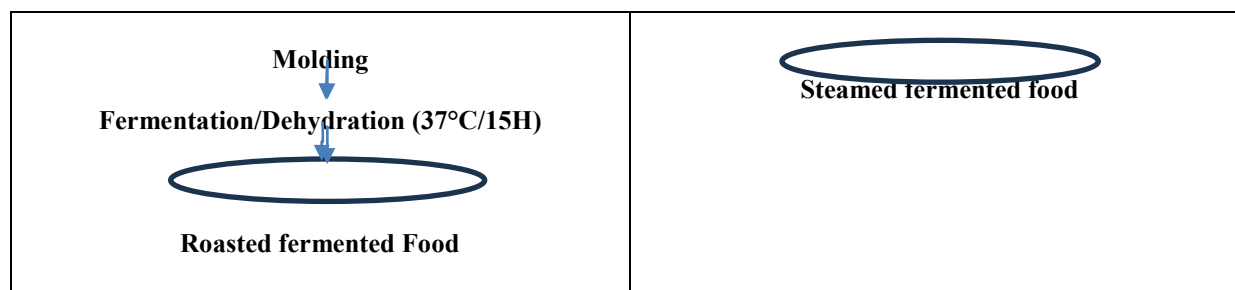 Molding
Fermentation/Dehydration (37°C/15H)
Roasted fermented Food
Steamed fermented food